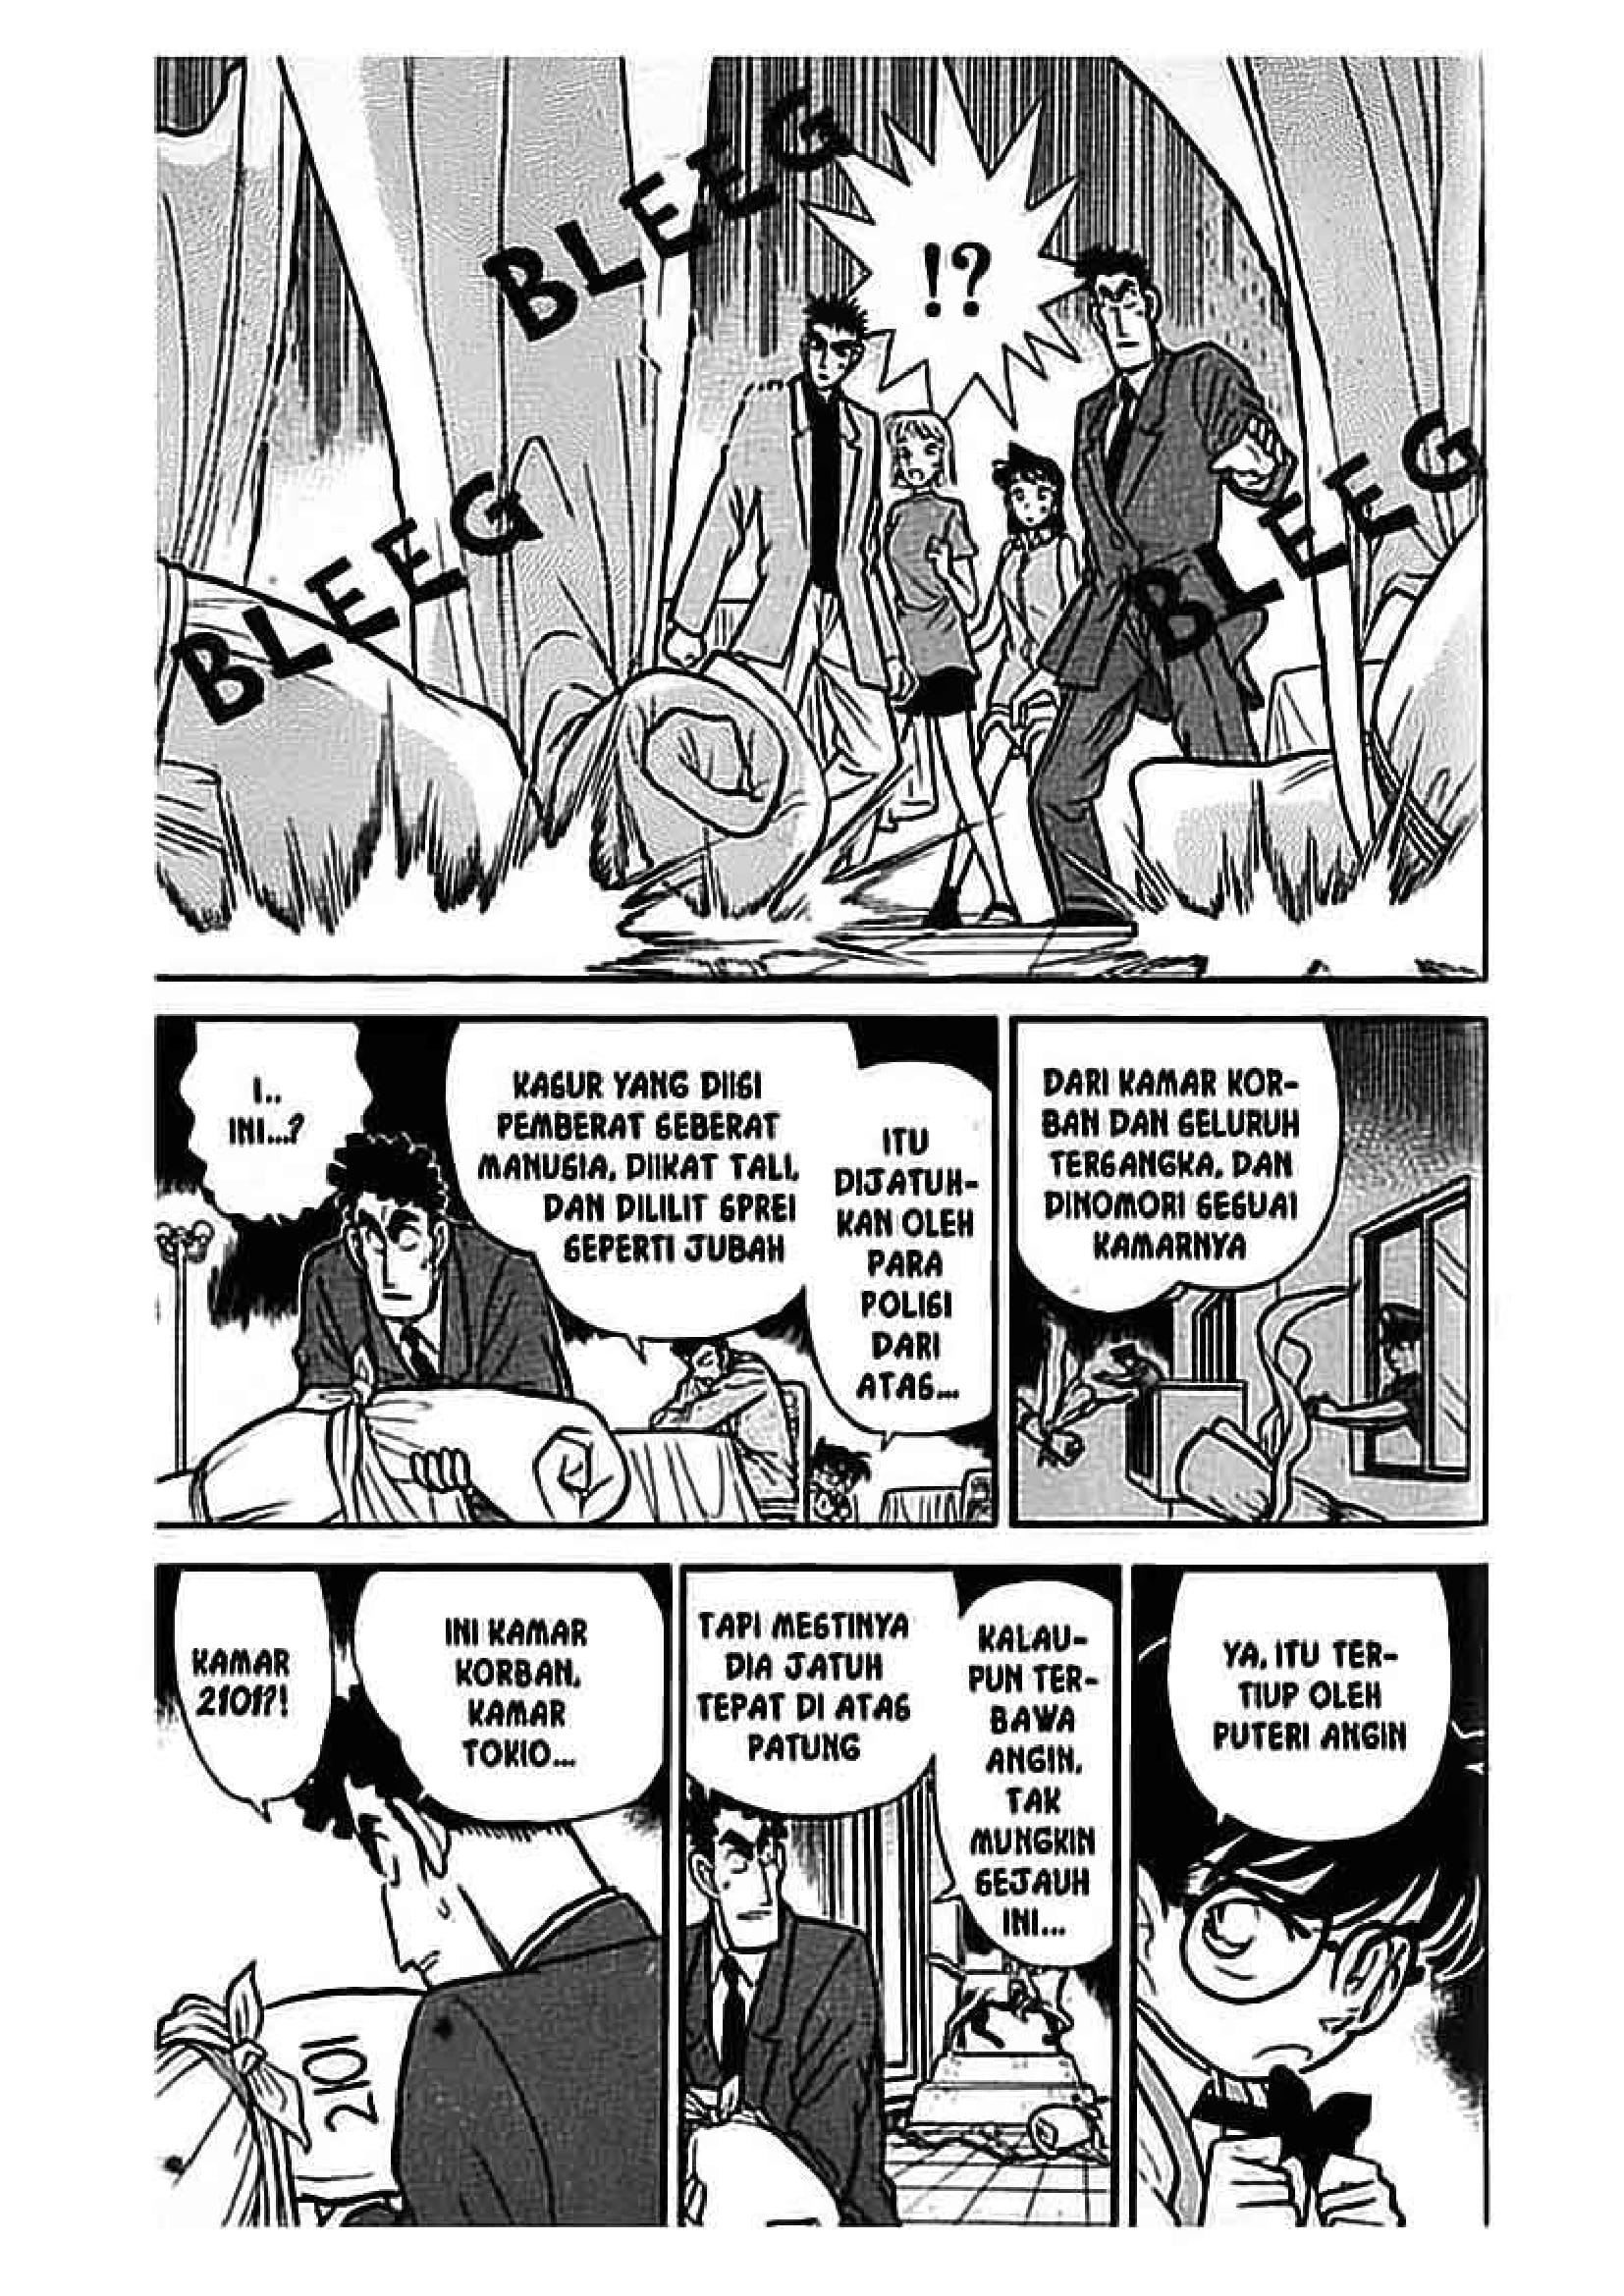 BLEEG
!?
BLEEG
BLEEG
I..
INI...?
KASUR YANG DIISI
PEMBERAT SEBERAT
MANUSIA, DIIKAT TALI,
DAN DILILIT SPREI
SEPERTI JUBAH
ITU
DIJATUH-
KAN OLEH
PARA
POLISI
DARI
ATAS...
DARI KAMAR KOR-
BAN DAN SELURUH
TERSANGKA, DAN
DINOMORI SESUAI
KAMARNYA
KAMAR
2101?!
INI KAMAR
KORBAN,
KAMAR
TOKIO...
2101
TAPI MESTINYA
DIA JATUH
TEPAT DI ATAS
PATUNG
KALAU-
PUN TER-
BAWA
ANGIN,
TAK
MUNGKIN
SEJAUH
INI...
YA, ITU TER-
TIUP OLEH
PUTERI ANGIN